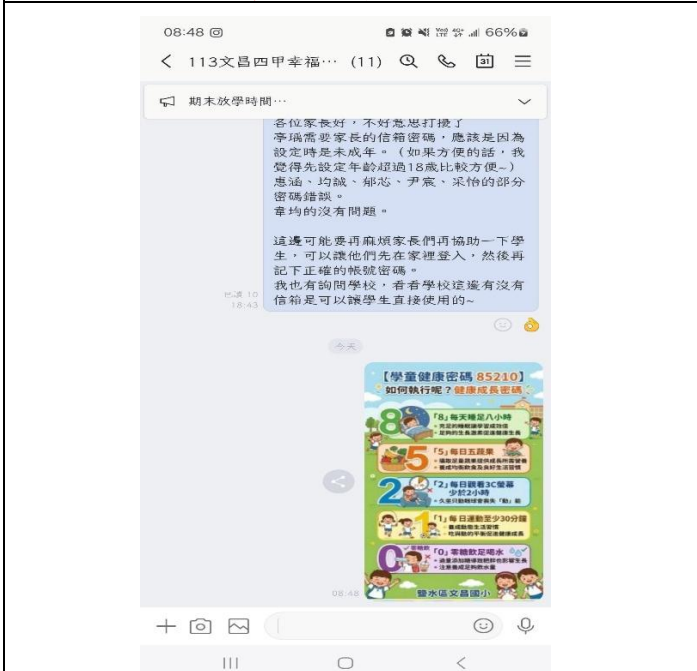 08:48
66%
113文昌四甲幸福… (11)
31
期末放學時間…
各位家長好，不好意思打擾了
亭瑀需要家長的信箱密碼，應該是因為
設定時是未成年。（如果方便的話，我
覺得先設定年齡超過18歲比較方便~）
惠涵、均誠、郁芯、尹宸、采怡的部分
密碼錯誤。
韋均的沒有問題。
這邊可能要再麻煩家長們再協助一下學
生，可以讓他們先在家裡登入，然後再
記下正確的帳號密碼。
我也有詢問學校，看看學校這邊有沒有
信箱是可以讓學生直接使用的~
已讀 10
18:43
今天
【學童健康密碼 85210】
如何執行呢？健康成長密碼
8
「8」每天睡足八小時
5
「5」每日五蔬果
2
「2」每日觀看3C螢幕
少於2小時
1
「1」每日運動至少30分鐘
0
「0」零糖飲足喝水
鹽水區文昌國小
08:48